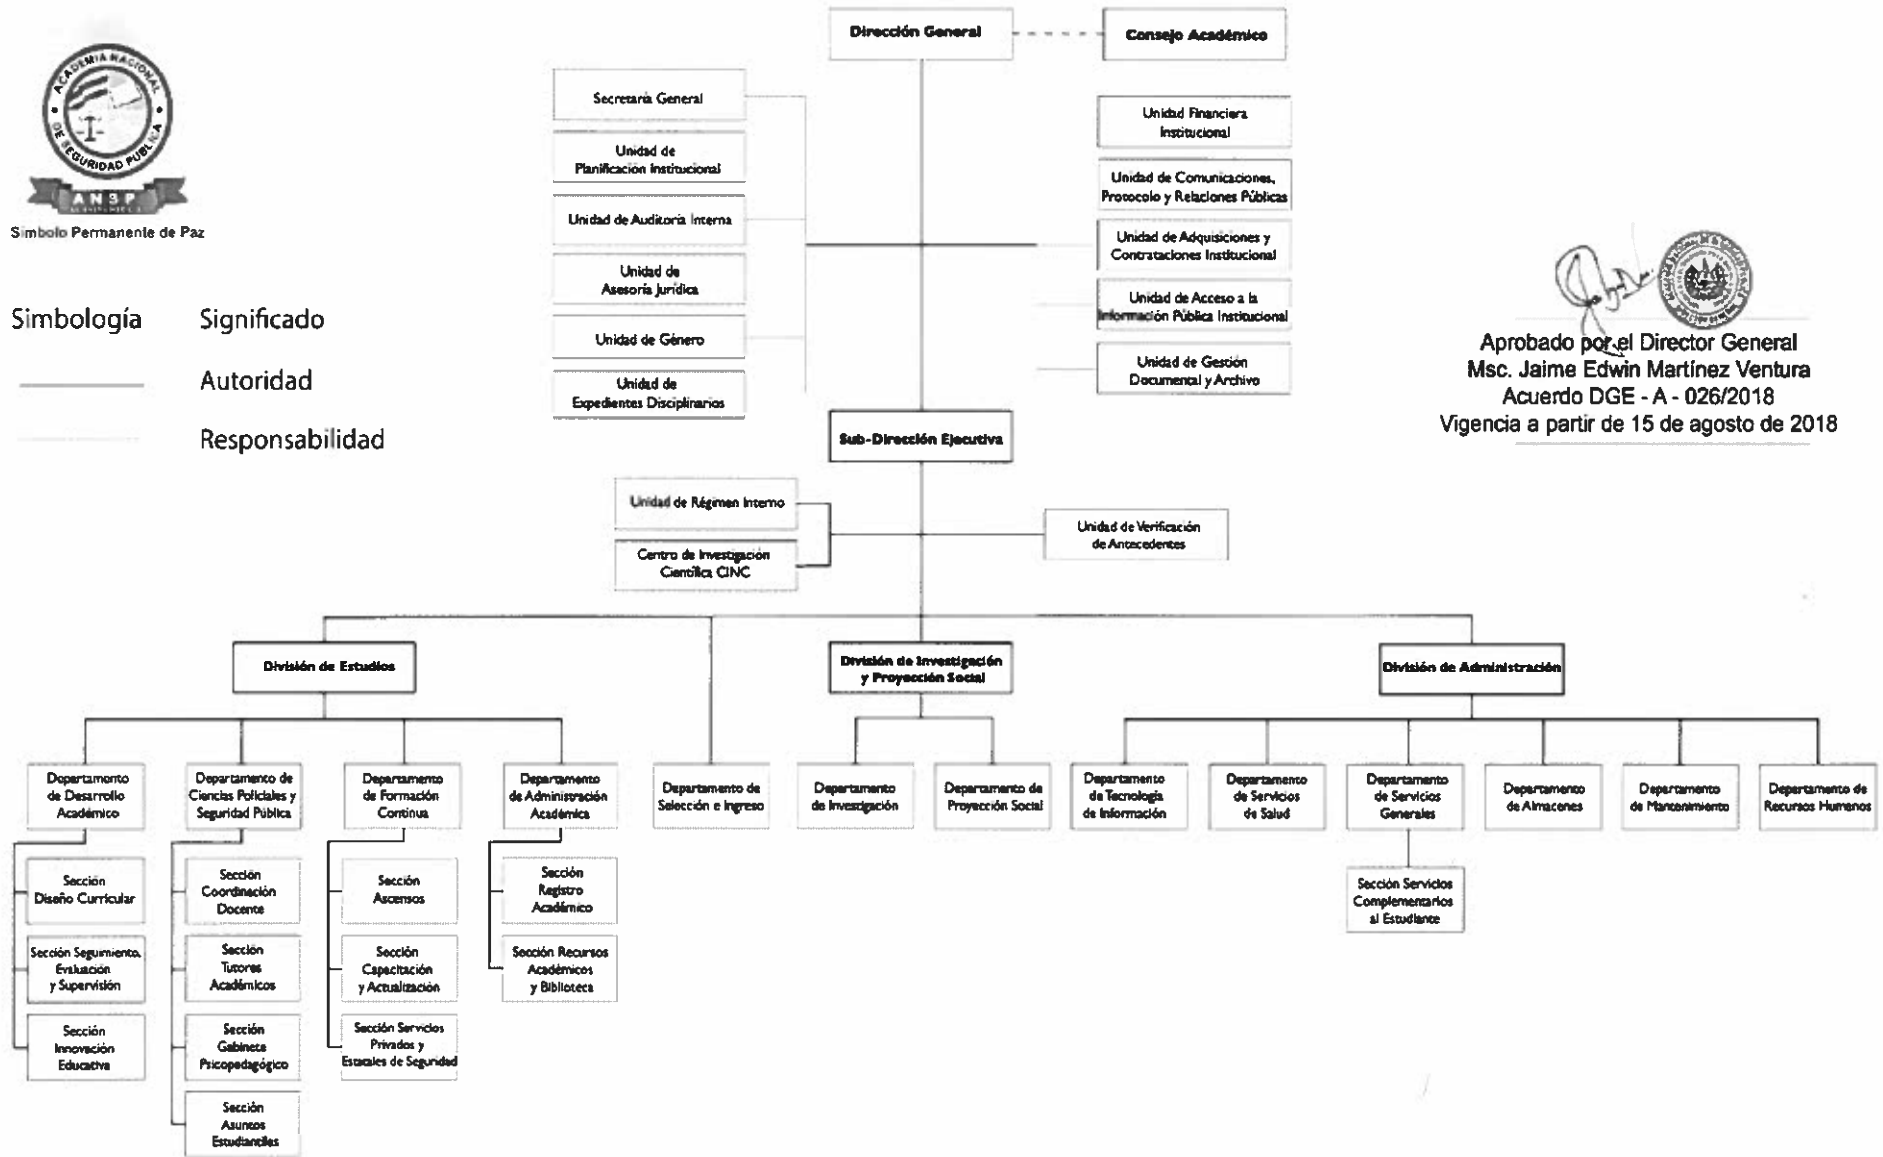 Dirección General
Consejo Académico
ACADEMIA NACIONAL
DE SEGURIDAD PÚBLICA
ANSP
Símbolo Permanente de Paz
Simbología
Significado
Autoridad
Responsabilidad
Secretaría General
Unidad de
Planificación Institucional
Unidad de Auditoría Interna
Unidad de
Asesoría Jurídica
Unidad de Género
Unidad de
Expedientes Disciplinarios
Unidad Financiera
Institucional
Unidad de Comunicaciones,
Protocolo y Relaciones Públicas
Unidad de Adquisiciones y
Contrataciones Institucional
Unidad de Acceso a la
Información Pública Institucional
Unidad de Gestión
Documental y Archivo
Aprobado por el Director General
Msc. Jaime Edwin Martínez Ventura
Acuerdo DGE - A - 026/2018
Vigencia a partir de 15 de agosto de 2018
Sub-Dirección Ejecutiva
Unidad de Régimen Interno
Centro de Investigación
Científica CINC
Unidad de Verificación
de Antecedentes
División de Estudios
División de Investigación
y Proyección Social
División de Administración
Departamento
de Desarrollo
Académico
Departamento de
Ciencias Policiales y
Seguridad Pública
Departamento
de Formación
Continua
Departamento
de Administración
Académica
Departamento de
Selección e Ingreso
Departamento
de Investigación
Departamento de
Proyección Social
Departamento
de Tecnología
de Información
Departamento
de Servicios
de Salud
Departamento
de Servicios
Generales
Departamento
de Almacenes
Departamento
de Mantenimiento
Departamento de
Recursos Humanos
Sección
Diseño Curricular
Sección Seguimiento,
Evaluación
y Supervisión
Sección
Innovación
Educativa
Sección
Coordinación
Docente
Sección
Tutores
Académicos
Sección
Gabinete
Psicopedagógico
Sección
Asuntos
Estudiantiles
Sección
Ascensos
Sección
Capacitación
y Actualización
Sección Servicios
Privados y
Estatales de Seguridad
Sección
Registro
Académico
Sección Recursos
Académicos
y Biblioteca
Sección Servicios
Complementarios
al Estudiante